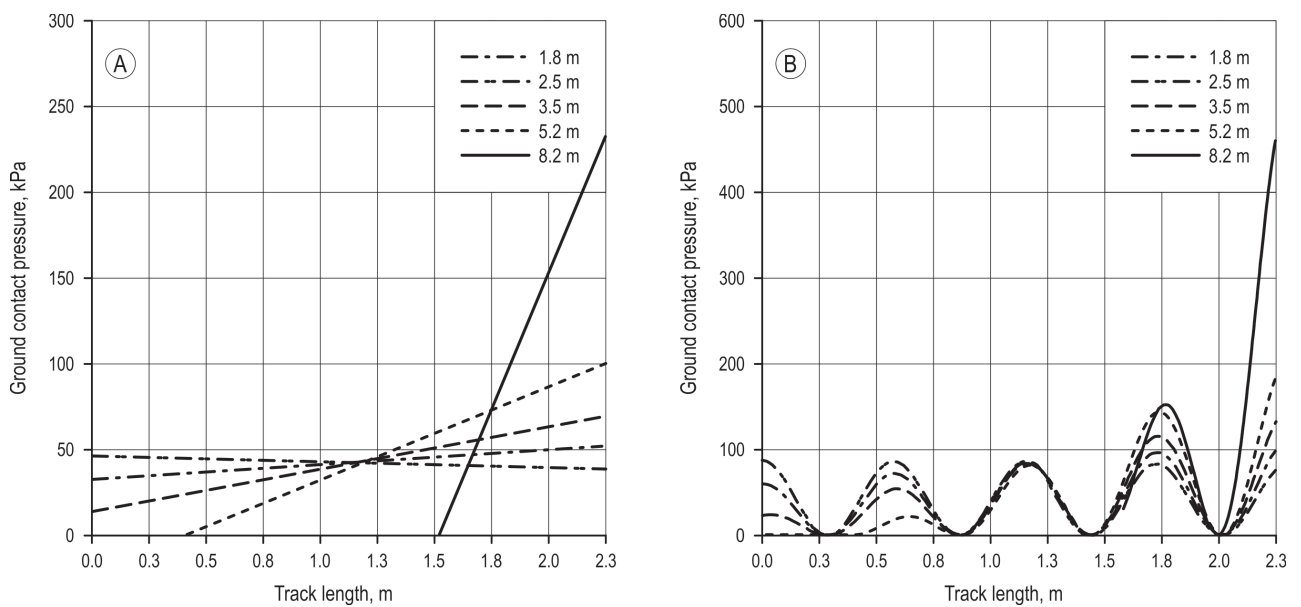 A
1.8 m
2.5 m
3.5 m
5.2 m
8.2 m
300
250
200
150
100
50
0
Ground contact pressure, kPa
0.0 0.3 0.5 0.8 1.0 1.3 1.5 1.8 2.0 2.3
Track length, m
B
1.8 m
2.5 m
3.5 m
5.2 m
8.2 m
600
500
400
300
200
100
0
Ground contact pressure, kPa
0.0 0.3 0.5 0.8 1.0 1.3 1.5 1.8 2.0 2.3
Track length, m